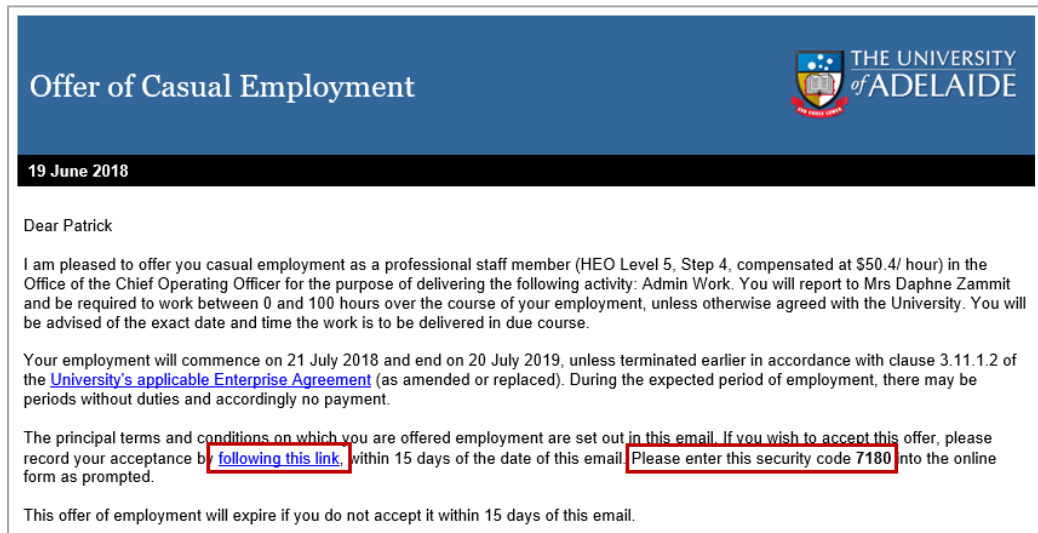 Offer of Casual Employment
THE UNIVERSITY
of ADELAIDE
19 June 2018
Dear Patrick
I am pleased to offer you casual employment as a professional staff member (HEO Level 5, Step 4, compensated at $50.4/ hour) in the
Office of the Chief Operating Officer for the purpose of delivering the following activity: Admin Work. You will report to Mrs Daphne Zammit
and be required to work between 0 and 100 hours over the course of your employment, unless otherwise agreed with the University. You will
be advised of the exact date and time the work is to be delivered in due course.
Your employment will commence on 21 July 2018 and end on 20 July 2019, unless terminated earlier in accordance with clause 3.11.1.2 of
the University's applicable Enterprise Agreement (as amended or replaced). During the expected period of employment, there may be
periods without duties and accordingly no payment.
The principal terms and conditions on which you are offered employment are set out in this email. If you wish to accept this offer, please
record your acceptance by following this link, within 15 days of the date of this email. Please enter this security code 7180 into the online
form as prompted.
This offer of employment will expire if you do not accept it within 15 days of this email.